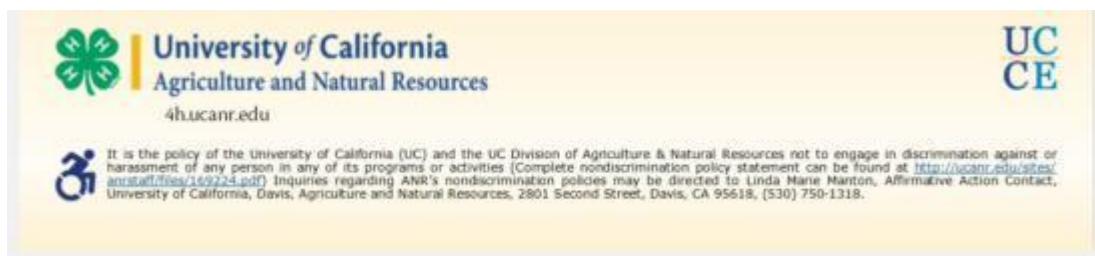 H H H H
University of California
UC
Agriculture and Natural Resources
CE
4h.ucanr.edu
It is the policy of the University of California (UC) and the UC Division of Agriculture & Natural Resources not to engage in discrimination against or
harassment of any person in any of its programs or activities (Complete nondiscrimination policy statement can be found at http://ucanr.edu/sites/
anrstaff/files/169224.pdf) Inquiries regarding ANR's nondiscrimination policies may be directed to Linda Marie Manton, Affirmative Action Contact,
University of California, Davis, Agriculture and Natural Resources, 2801 Second Street, Davis, CA 95618, (530) 750-1318.